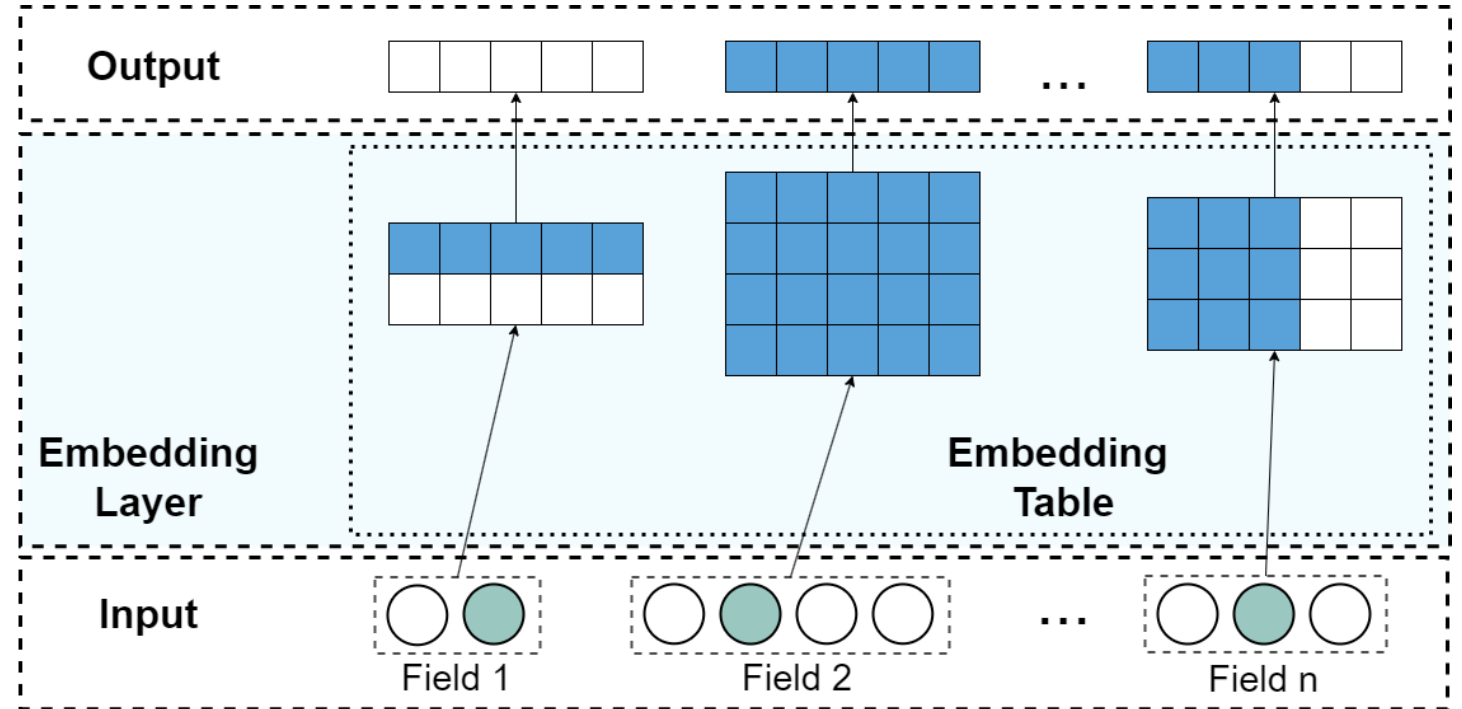 Output
...
Embedding
Layer
Embedding
Table
Input
...
Field 1
Field 2
Field n